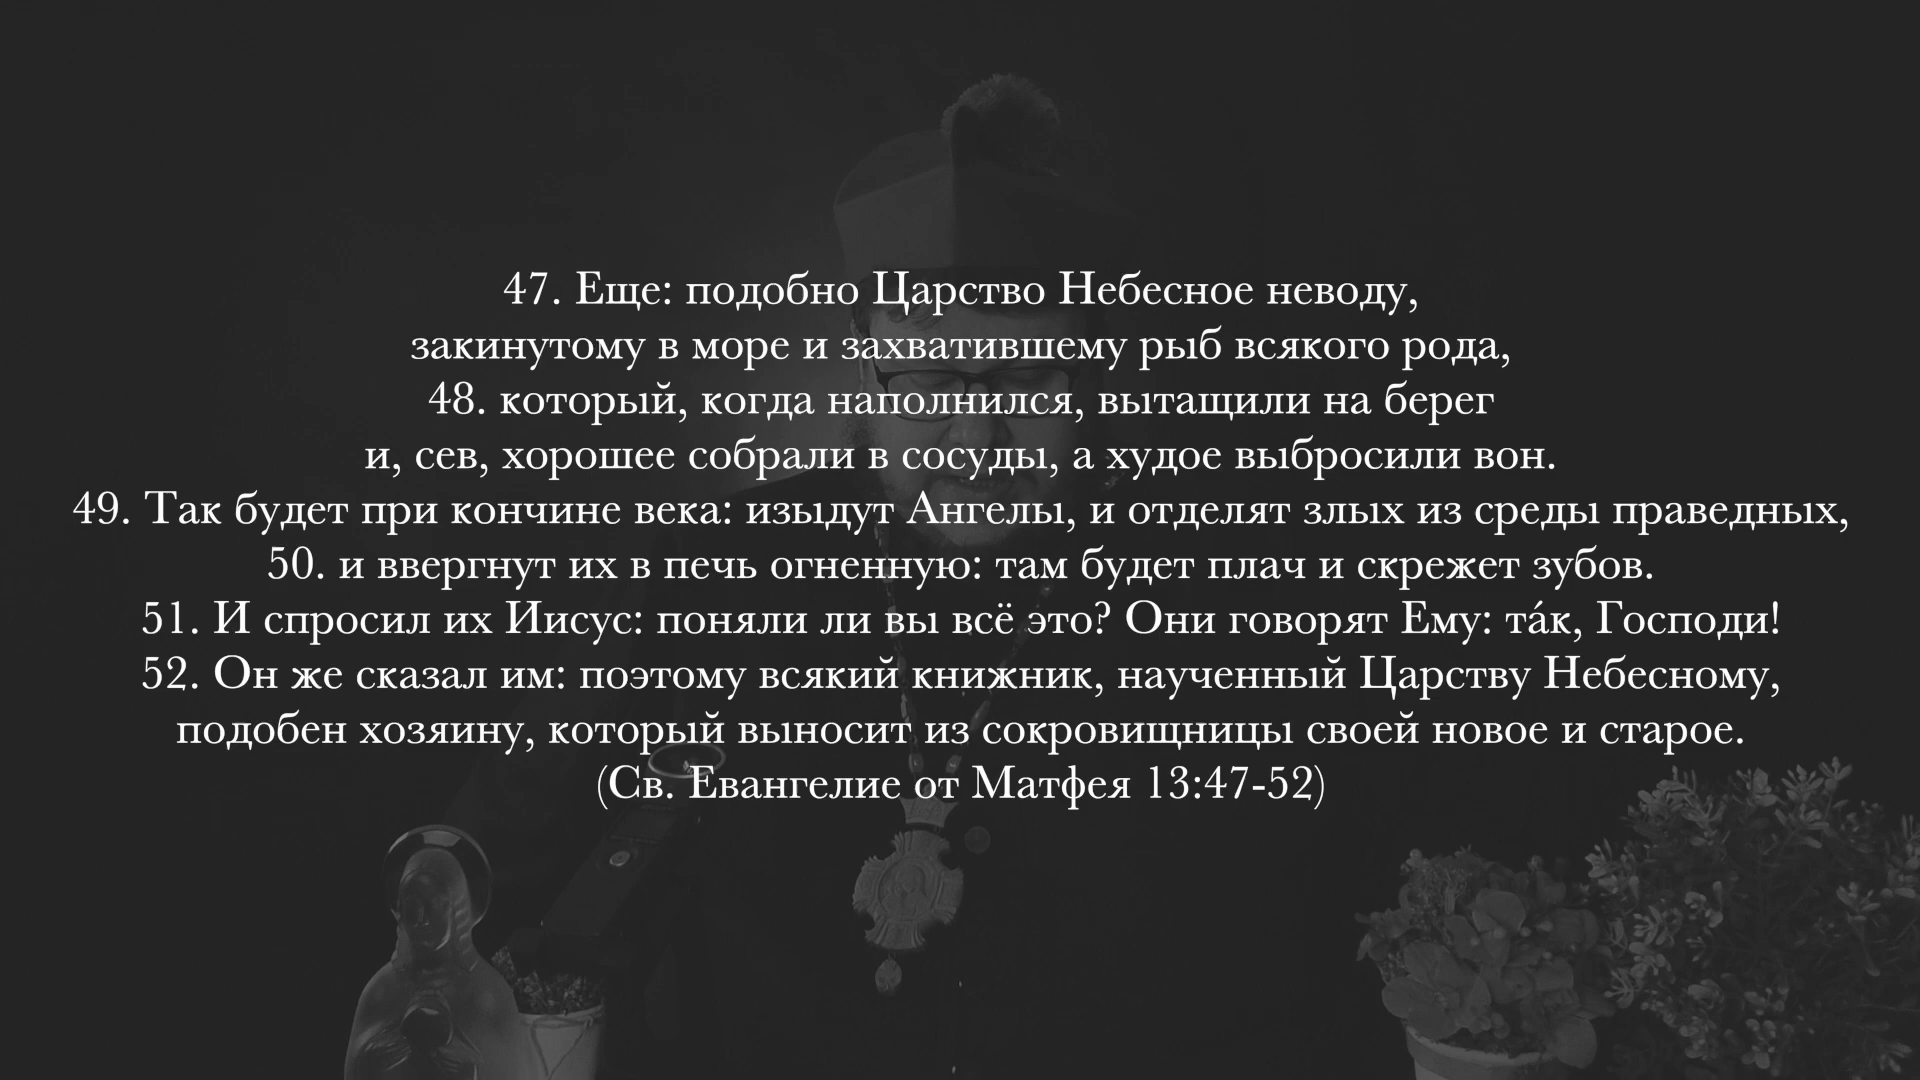 47. Еще: подобно Царство Небесное неводу,
закинутому в море и захватившему рыб всякого рода,
48. который, когда наполнился, вытащили на берег
и, сев, хорошее собрали в сосуды, а худое выбросили вон.
49. Так будет при кончине века: изыдут Ангелы, и отделят злых из среды праведных,
50. и ввергнут их в печь огненную: там будет плач и скрежет зубов.
51. И спросил их Иисус: поняли ли вы всё это? Они говорят Ему: та́к, Господи!
52. Он же сказал им: поэтому всякий книжник, наученный Царству Небесному,
подобен хозяину, который выносит из сокровищницы своей новое и старое.
(Св. Евангелие от Матфея 13:47-52)